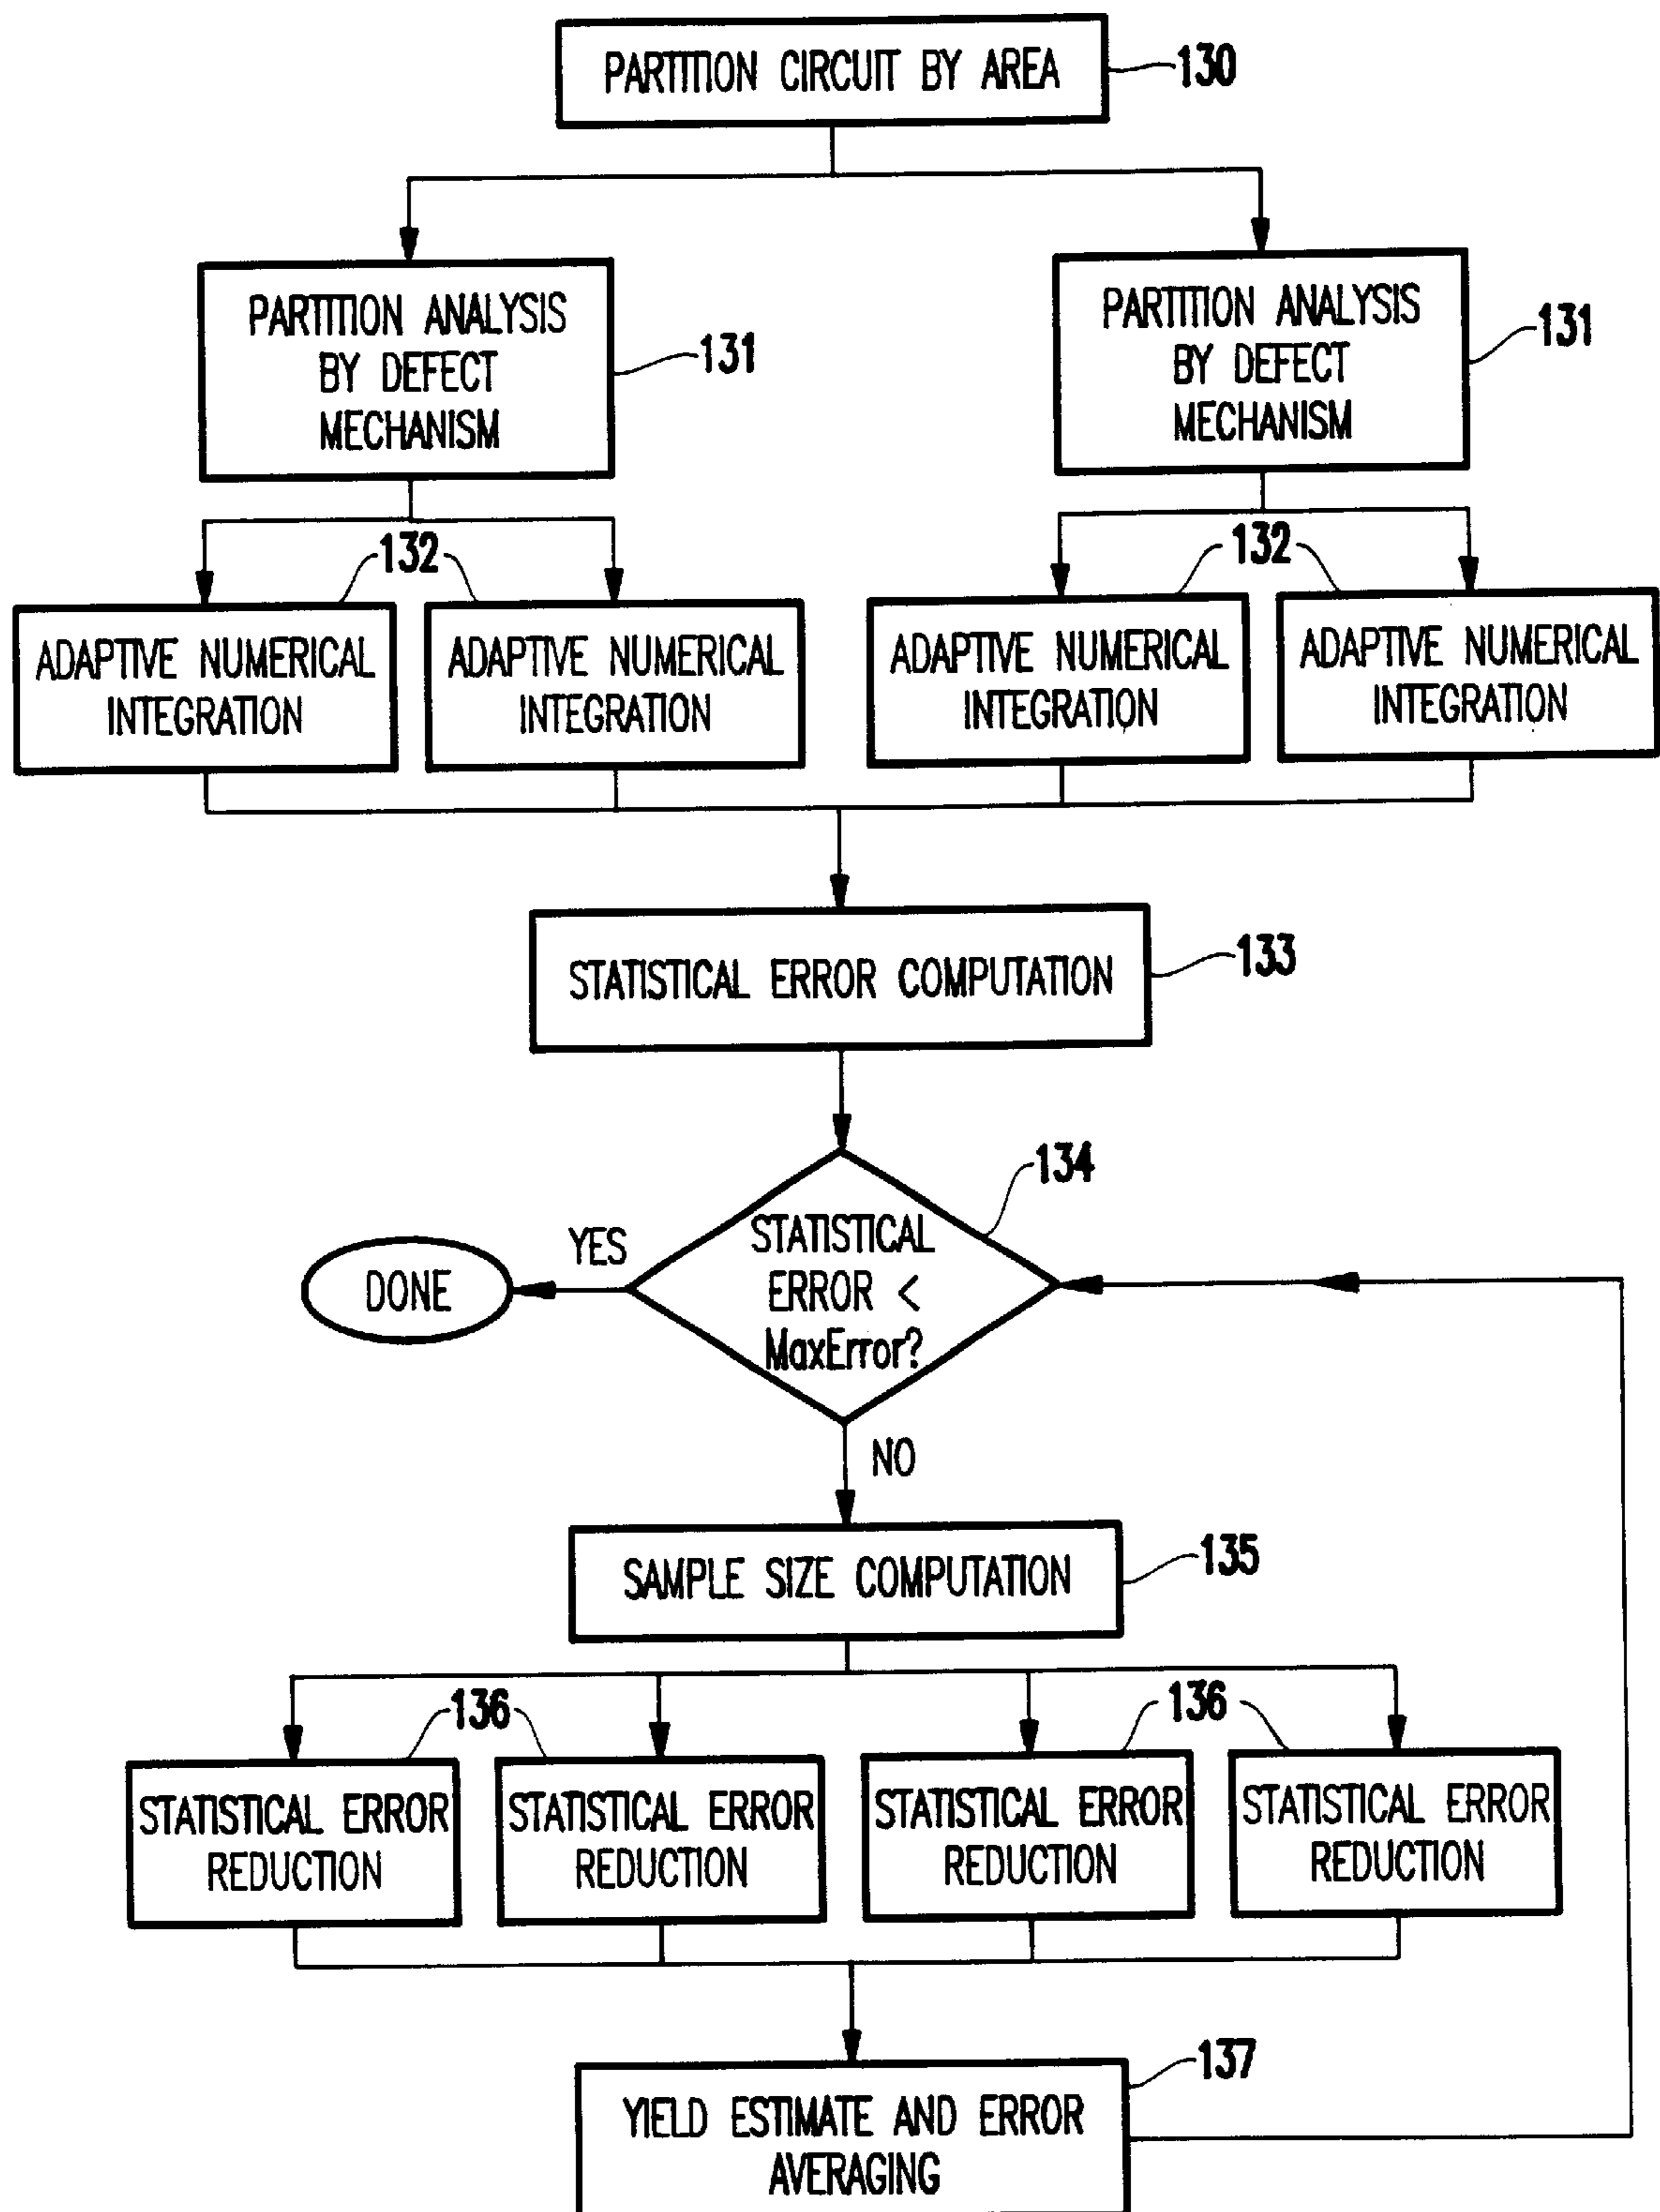 PARTITION CIRCUIT BY AREA
130
PARTITION ANALYSIS
BY DEFECT
MECHANISM
131
PARTITION ANALYSIS
BY DEFECT
MECHANISM
131
132
132
ADAPTIVE NUMERICAL
INTEGRATION
ADAPTIVE NUMERICAL
INTEGRATION
ADAPTIVE NUMERICAL
INTEGRATION
ADAPTIVE NUMERICAL
INTEGRATION
STATISTICAL ERROR COMPUTATION
133
134
STATISTICAL
ERROR <
MaxError?
YES
DONE
NO
SAMPLE SIZE COMPUTATION
135
136
136
STATISTICAL ERROR
REDUCTION
STATISTICAL ERROR
REDUCTION
STATISTICAL ERROR
REDUCTION
STATISTICAL ERROR
REDUCTION
137
YIELD ESTIMATE AND ERROR
AVERAGING